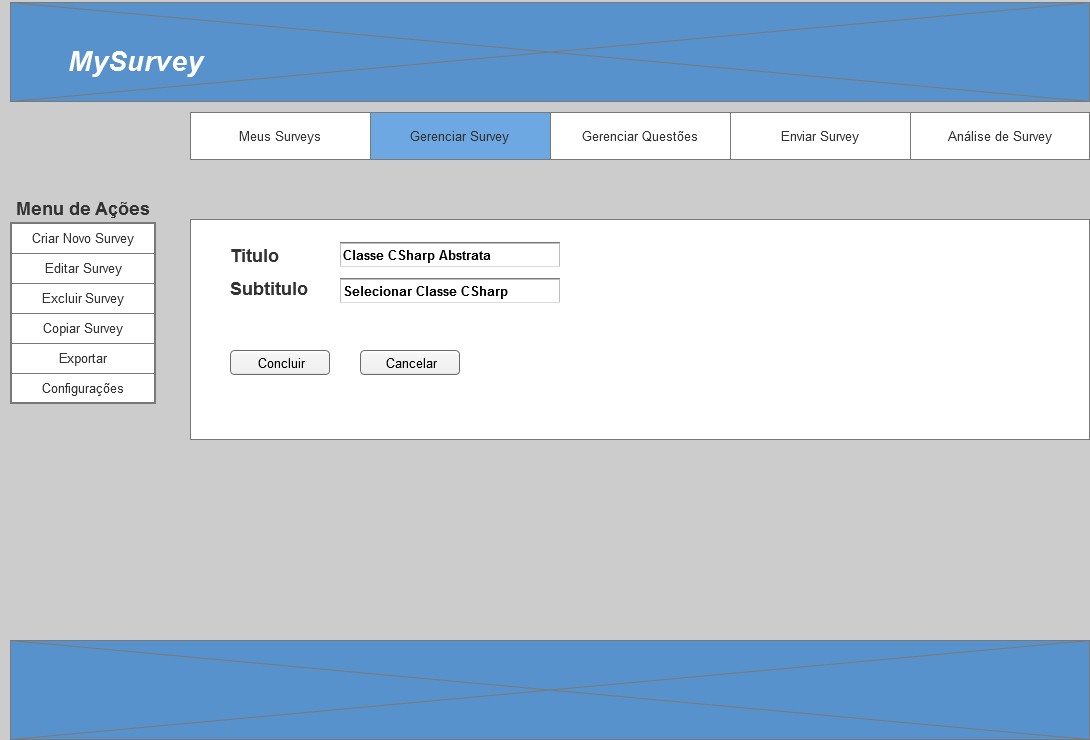 MySurvey
Meus Surveys Gerenciar Survey Gerenciar Questões Enviar Survey Análise de Survey
Menu de Ações
Criar Novo Survey
Editar Survey
Excluir Survey
Copiar Survey
Exportar
Configurações
Titulo Classe CSharp Abstrata
Subtitulo Selecionar Classe CSharp
Concluir Cancelar